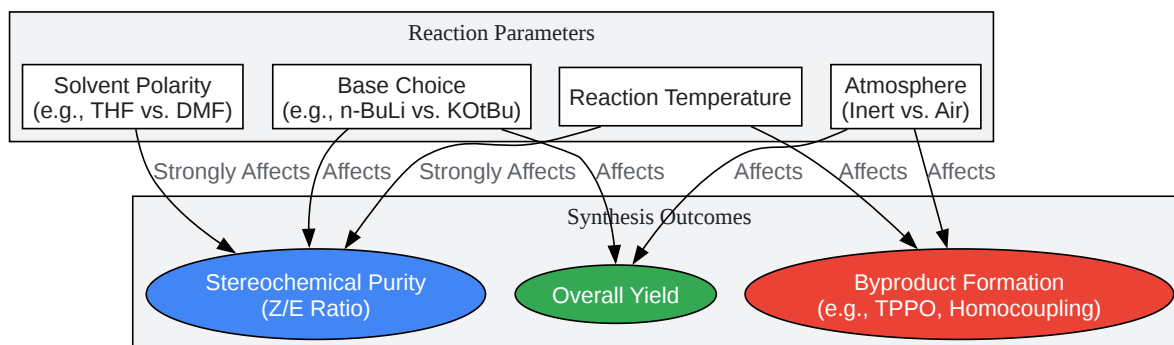 Reaction Parameters
Solvent Polarity
(e.g., THF vs. DMF)
Base Choice
(e.g., n-BuLi vs. KOtBu)
Reaction Temperature
Atmosphere
(Inert vs. Air)
Strongly Affects
Affects
Strongly Affects
Affects
Affects
Affects
Affects
Synthesis Outcomes
Stereochemical Purity
(Z/E Ratio)
Overall Yield
Byproduct Formation
(e.g., TPPO, Homocoupling)